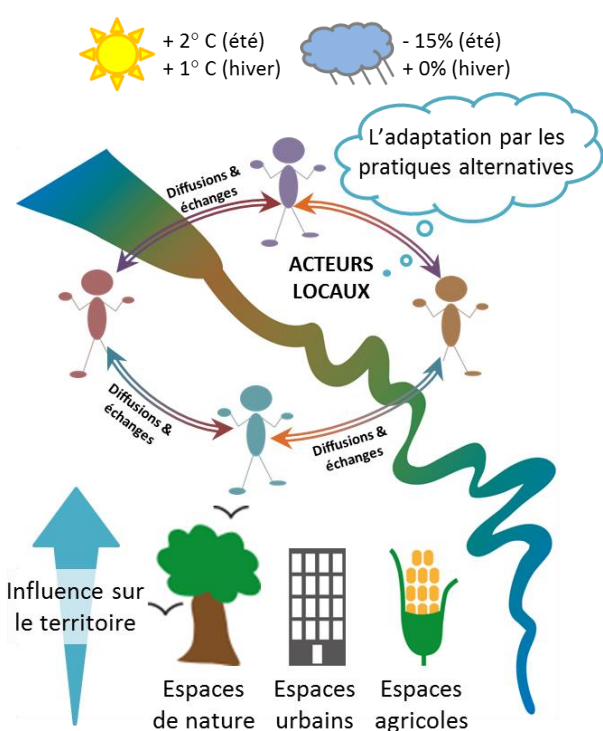 + 2° C (été)
+ 1° C (hiver)
- 15% (été)
+ 0% (hiver)
L'adaptation par les
pratiques alternatives
Diffusions &
échanges
ACTEURS
LOCAUX
Diffusions &
échanges
Diffusions &
échanges
Influence sur
le territoire
Espaces
de nature
Espaces
urbains
Espaces
agricoles